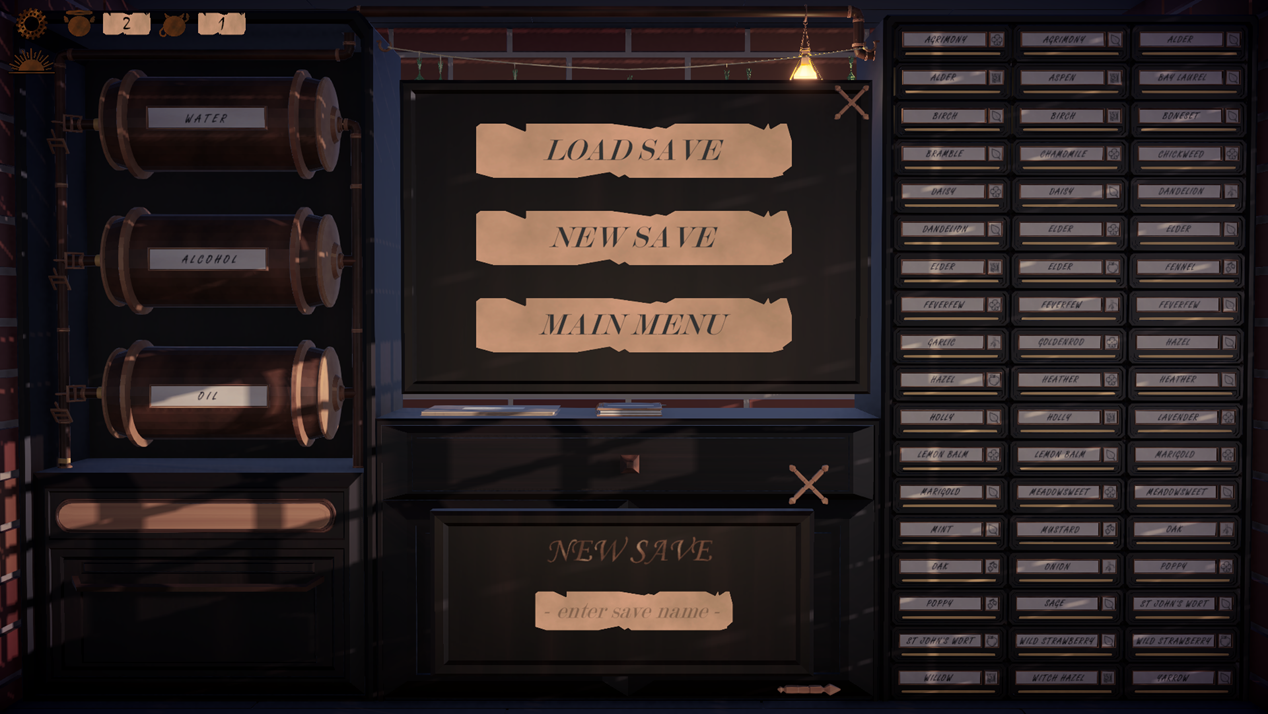 2
1
WATER
ALCOHOL
OIL
LOAD SAVE
NEW SAVE
MAIN MENU
NEW SAVE
- enter save name -
AGRIMONY AGRIMONY ALDER
ALDER ASPEN BAY LAUREL
BIRCH BIRCH BONESET
BRAMBLE CHAMOMILE CHICKWEED
DAISY DAISY DANDELION
DANDELION ELDER ELDER
ELDER ELDER FENNEL
FEVERFEW FEVERFEW FEVERFEW
GARLIC GOLDENROD HAZEL
HAZEL HEATHER HEATHER
HOLLY HOLLY LAVENDER
LEMON BALM LEMON BALM MARIGOLD
MARIGOLD MEADOWSWEET MEADOWSWEET
MINT MUSTARD OAK
OAK ONION POPPY
POPPY SAGE ST JOHN'S WORT
ST JOHN'S WORT WILD STRAWBERRY WILD STRAWBERRY
WILLOW WITCH HAZEL YARROW